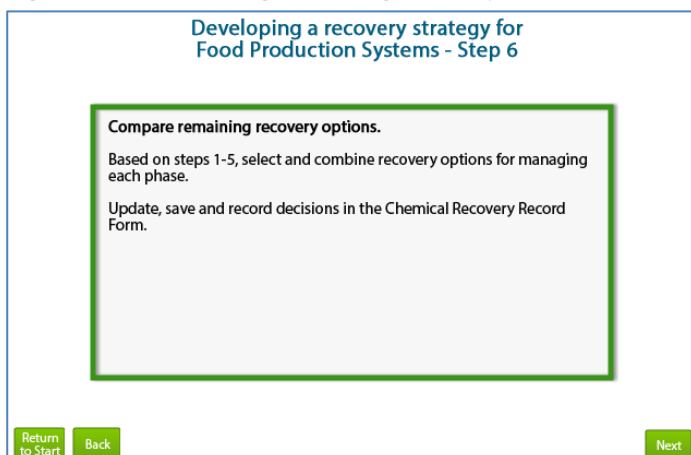 Developing a recovery strategy for
Food Production Systems - Step 6
Compare remaining recovery options.
Based on steps 1-5, select and combine recovery options for managing
each phase.
Update, save and record decisions in the Chemical Recovery Record
Form.
Return
to Start
Back
Next